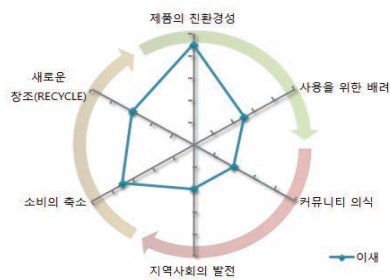 제품의 친환경성
새로운
창조(RECYCLE)
사용을 위한 배려
소비의 축소
커뮤니티 의식
지역사회의 발전
이새